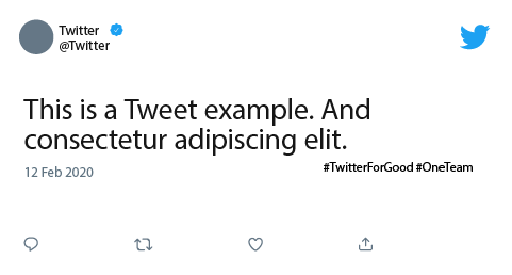 Twitter
@Twitter
This is a Tweet example. And
consectetur adipiscing elit.
12 Feb 2020
#TwitterForGood #OneTeam